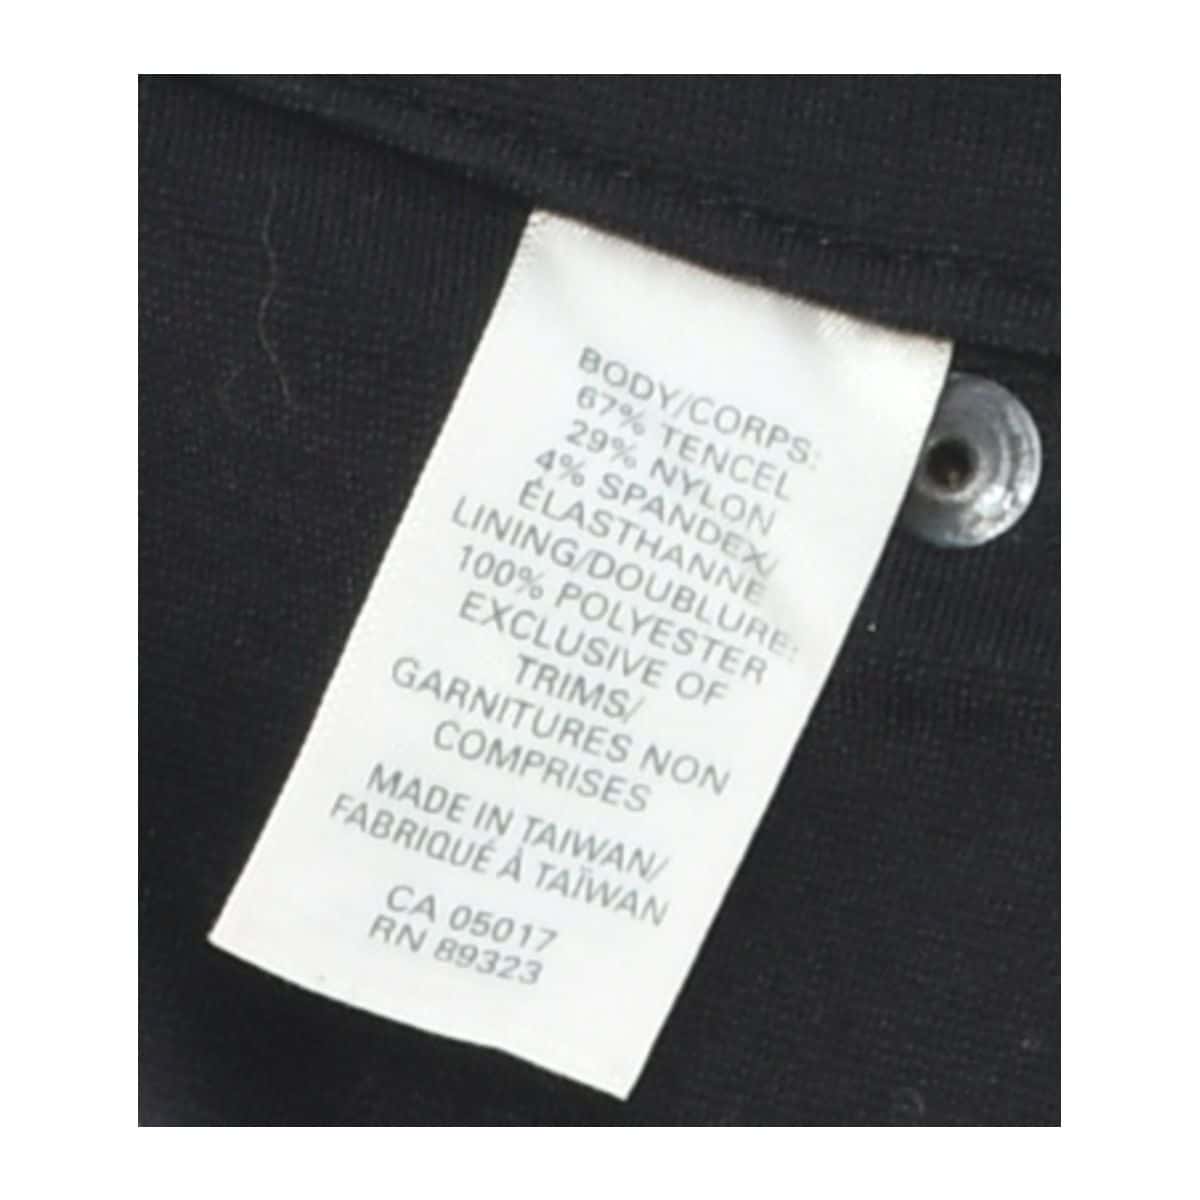 BODY/CORPS:
67% TENCEL
29% NYLON
4% SPANDEX/
ÉLASTHANNE
LINING/DOUBLURE:
100% POLYESTER
EXCLUSIVE OF
TRIMS/
GARNITURES NON
COMPRISES
MADE IN TAIWAN/
FABRIQUÉ À TAÏWAN
CA 05017
RN 89323